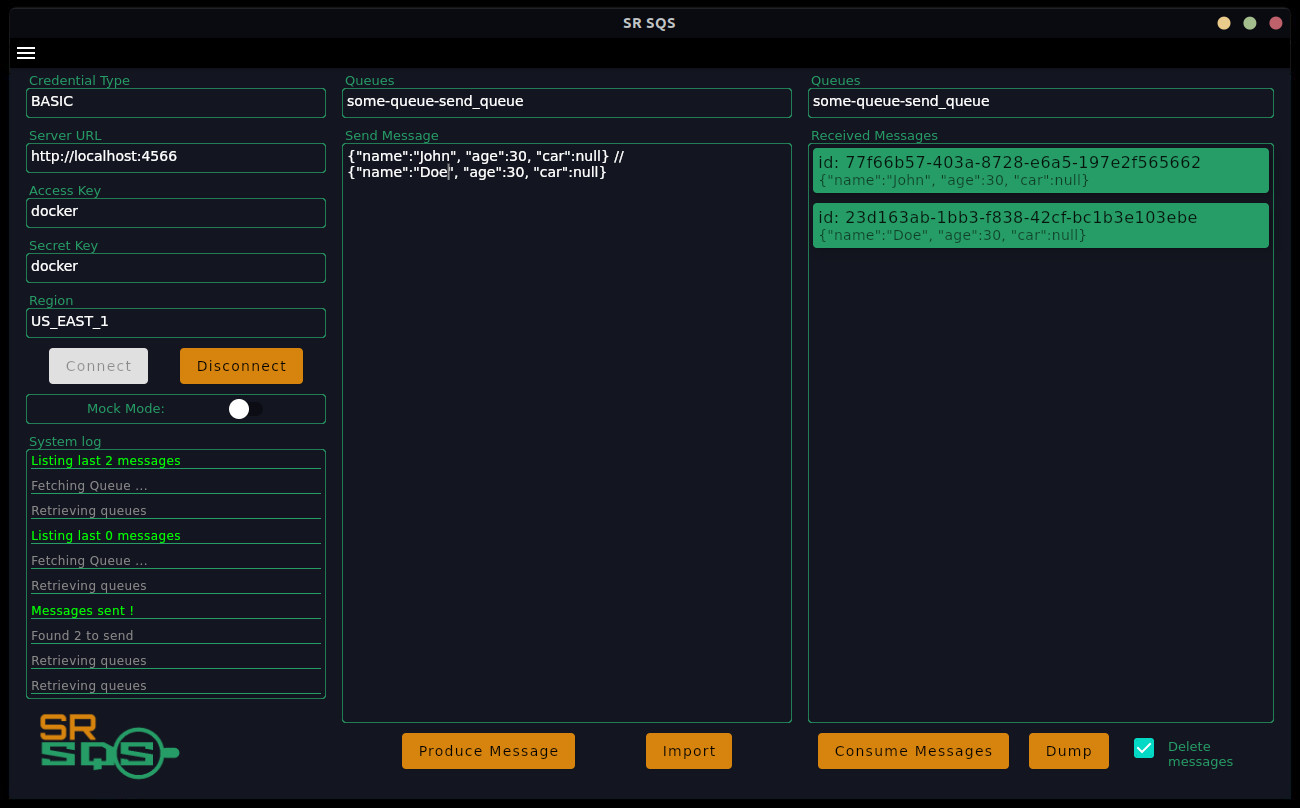 SR SQS
Credential Type
BASIC
Server URL
http://localhost:4566
Access Key
docker
Secret Key
docker
Region
US_EAST_1
Connect
Disconnect
Mock Mode:
System log
Listing last 2 messages
Fetching Queue ...
Retrieving queues
Listing last 0 messages
Fetching Queue ...
Retrieving queues
Messages sent !
Found 2 to send
Retrieving queues
Retrieving queues
SR
SQS
Queues
some-queue-send_queue
Send Message
{"name":"John", "age":30, "car":null} //
{"name":"Doe", "age":30, "car":null}
Produce Message
Import
Queues
some-queue-send_queue
Received Messages
id: 77f66b57-403a-8728-e6a5-197e2f565662
{"name":"John", "age":30, "car":null}
id: 23d163ab-1bb3-f838-42cf-bc1b3e103ebe
{"name":"Doe", "age":30, "car":null}
Consume Messages
Dump
Delete
messages